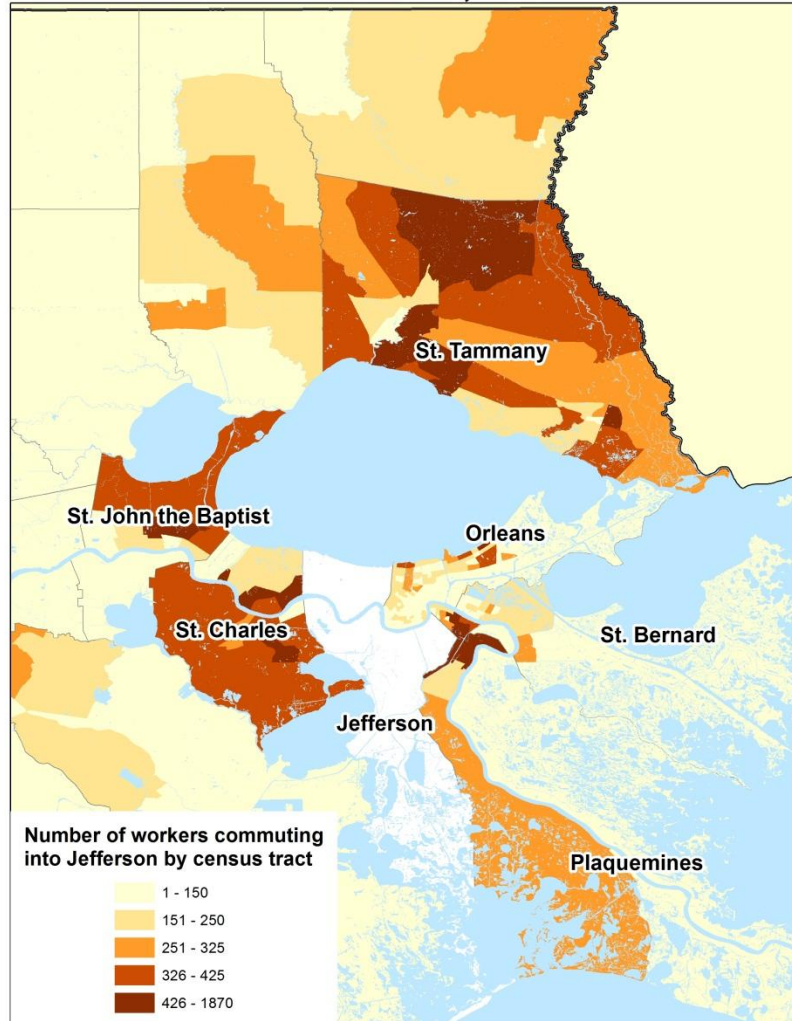 St. Tammany
St. John the Baptist
Orleans
St. Charles
St. Bernard
Jefferson
Plaquemines
Number of workers commuting
into Jefferson by census tract
1 - 150
151 - 250
251 - 325
326 - 425
426 - 1870